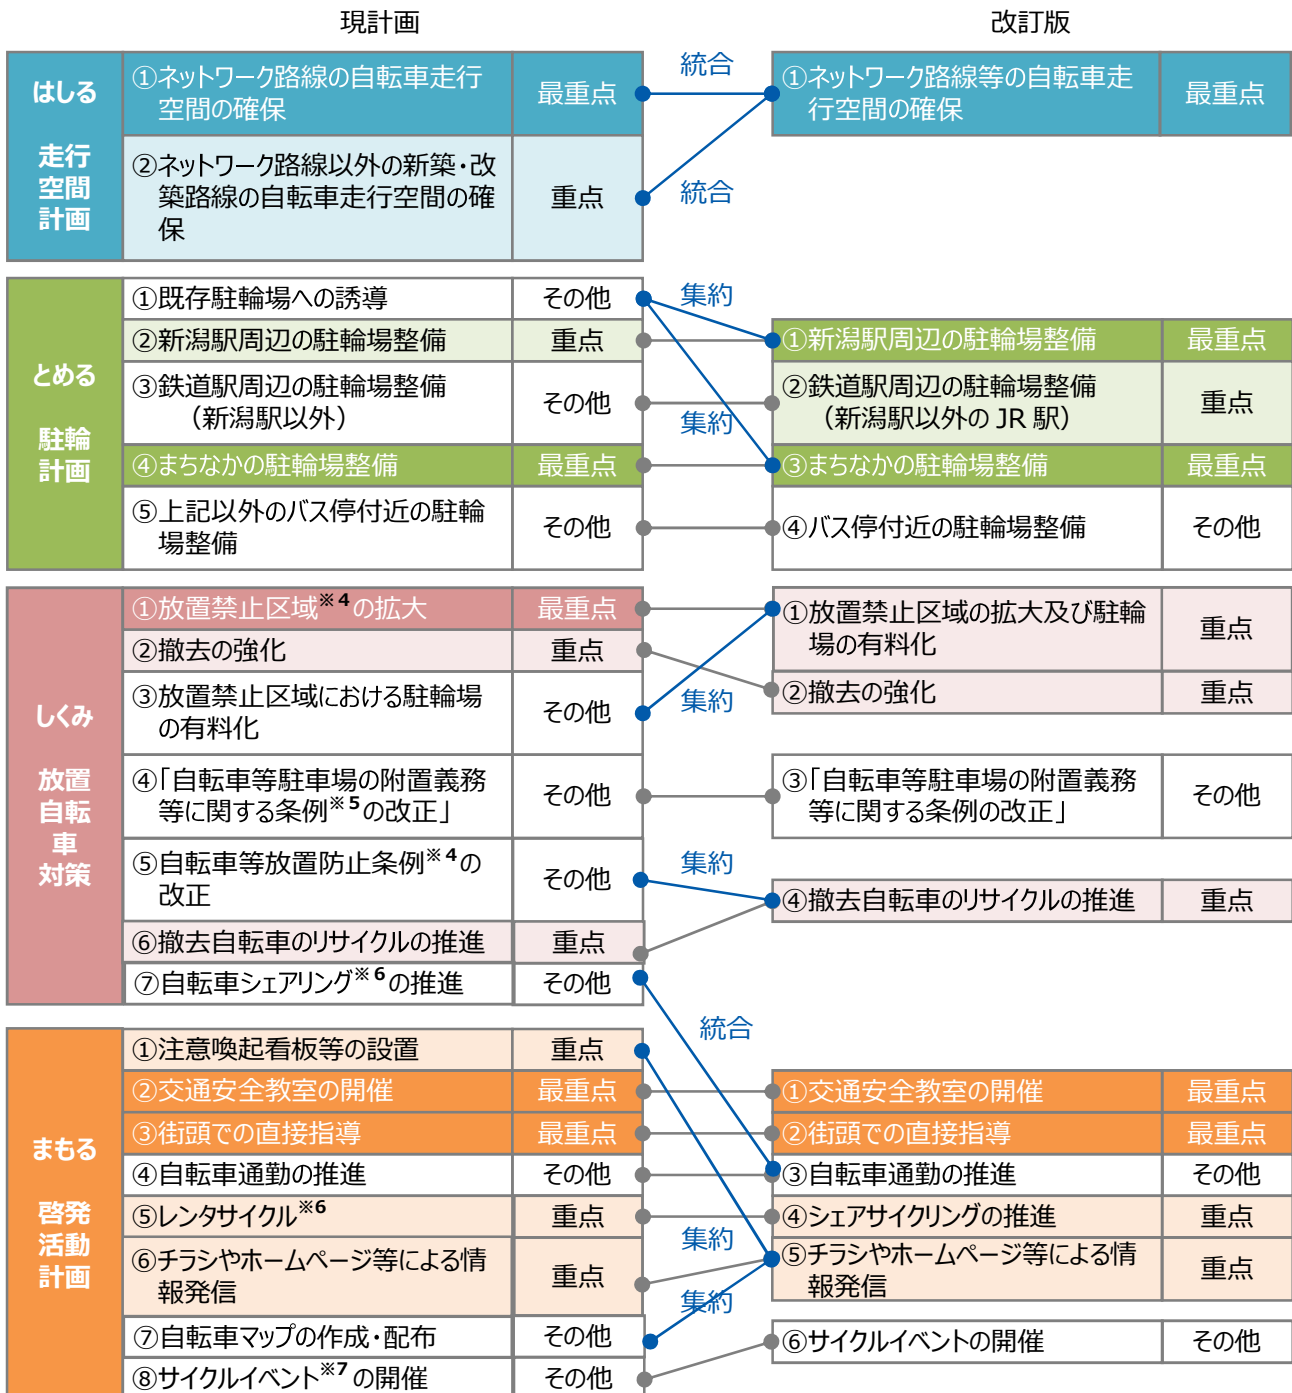 現計画
改訂版
はしる
走行
空間
計画
①ネットワーク路線の自転車走行
空間の確保
最重点
統合
①ネットワーク路線等の自転車走
行空間の確保
最重点
②ネットワーク路線以外の新築・改
築路線の自転車走行空間の確
保
重点
統合
とめる
駐輪
計画
①既存駐輪場への誘導
その他
集約
②新潟駅周辺の駐輪場整備
重点
①新潟駅周辺の駐輪場整備
最重点
③鉄道駅周辺の駐輪場整備
（新潟駅以外）
その他
集約
②鉄道駅周辺の駐輪場整備
（新潟駅以外の JR 駅）
重点
④まちなかの駐輪場整備
最重点
③まちなかの駐輪場整備
最重点
⑤上記以外のバス停付近の駐輪
場整備
その他
④バス停付近の駐輪場整備
その他
しくみ
放置
自転
車
対策
①放置禁止区域※4の拡大
最重点
①放置禁止区域の拡大及び駐輪
場の有料化
重点
②撤去の強化
重点
②撤去の強化
重点
③放置禁止区域における駐輪場
の有料化
その他
集約
④「自転車等駐車場の附置義務
等に関する条例※5の改正」
その他
③「自転車等駐車場の附置義務
等に関する条例の改正」
その他
⑤自転車等放置防止条例※4の
改正
その他
集約
④撤去自転車のリサイクルの推進
重点
⑥撤去自転車のリサイクルの推進
重点
⑦自転車シェアリング※6の推進
その他
統合
まもる
啓発
活動
計画
①注意喚起看板等の設置
重点
②交通安全教室の開催
最重点
①交通安全教室の開催
最重点
③街頭での直接指導
最重点
②街頭での直接指導
最重点
④自転車通勤の推進
その他
③自転車通勤の推進
その他
⑤レンタサイクル※6
重点
④シェアサイクリングの推進
重点
⑥チラシやホームページ等による情
報発信
重点
集約
集約
⑤チラシやホームページ等による情
報発信
重点
⑦自転車マップの作成・配布
その他
⑥サイクルイベントの開催
その他
⑧サイクルイベント※7の開催
その他